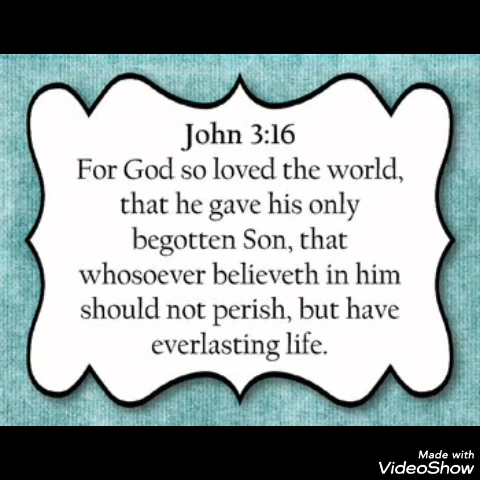 John 3:16
For God so loved the world,
that he gave his only
begotten Son, that
whosoever believeth in him
should not perish, but have
everlasting life.
Made with
VideoShow